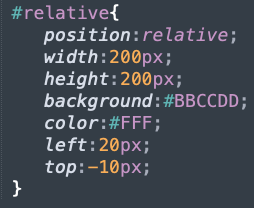 #relative{
position:relative;
width:200px;
height:200px;
background:#BBCCDD;
color:#FFF;
left:20px;
top:-10px;
}